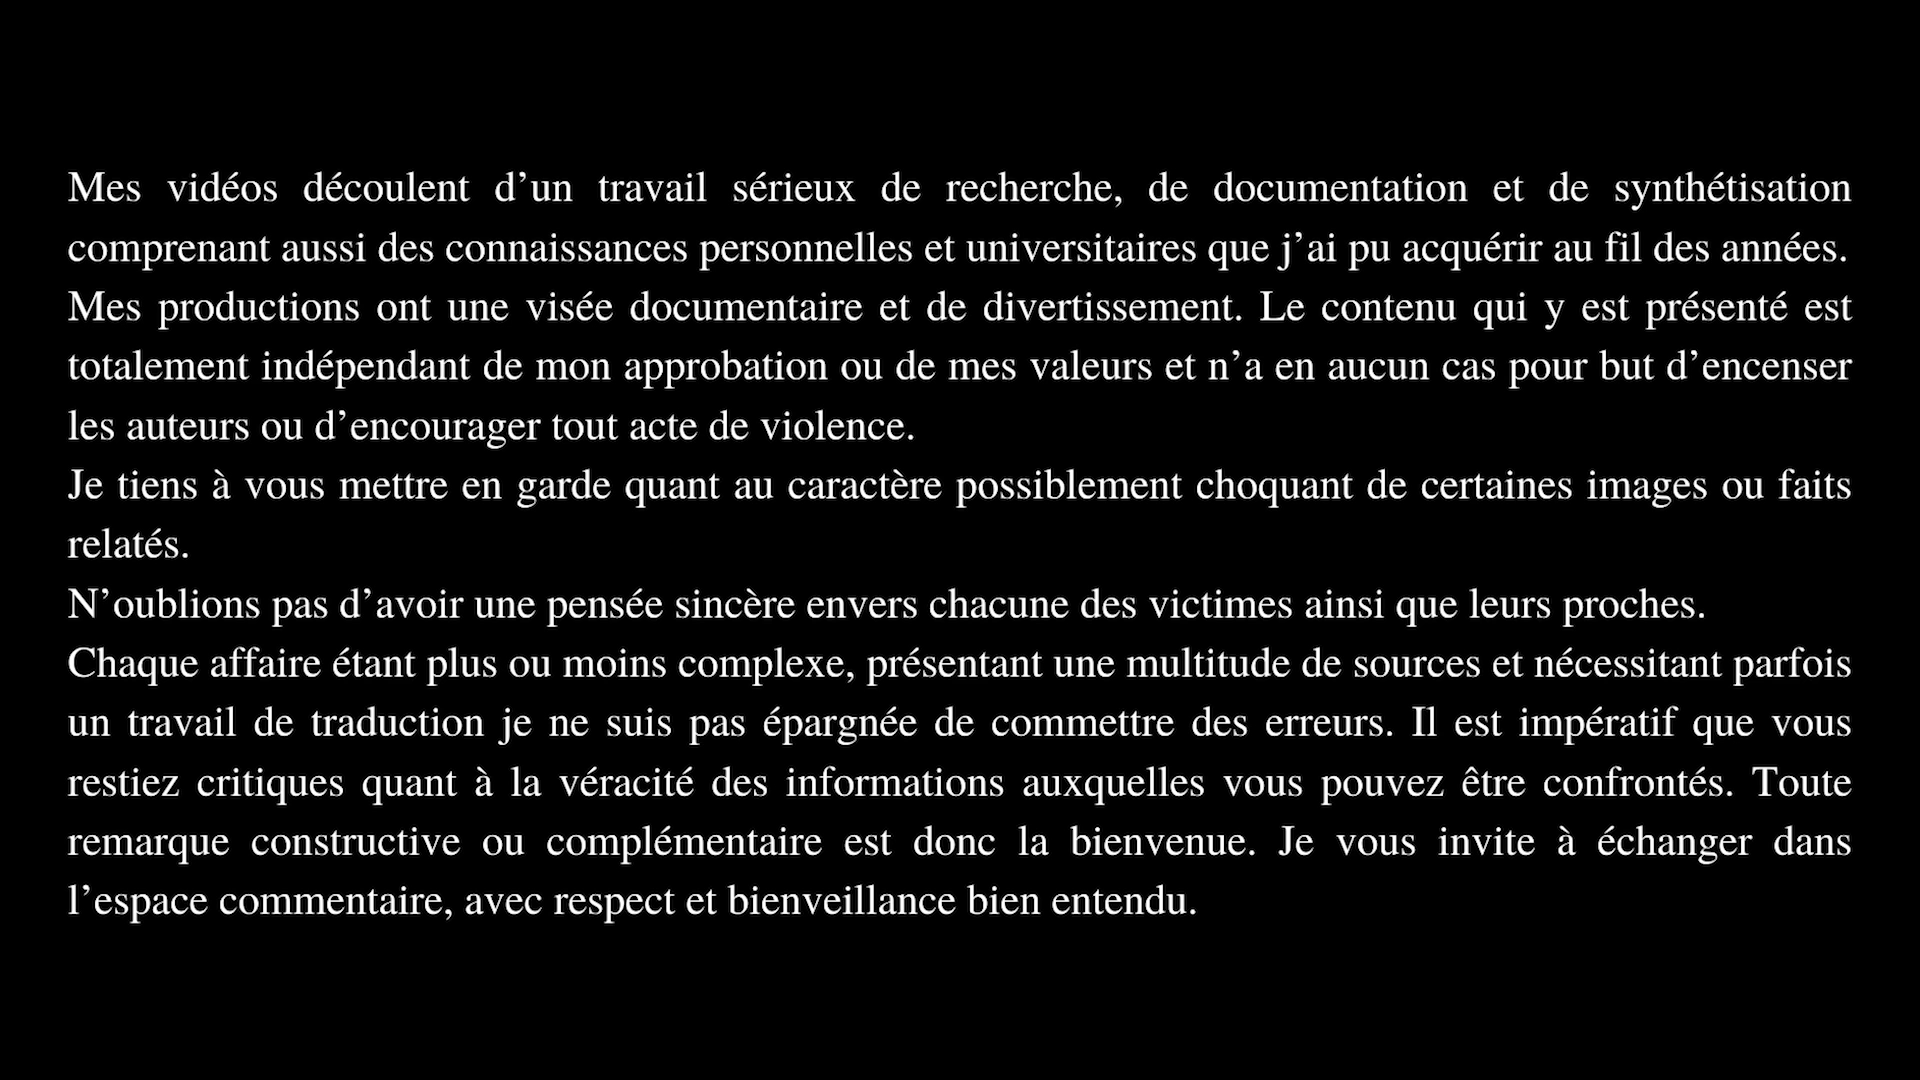 Mes vidéos découlent d’un travail sérieux de recherche, de documentation et de synthétisation
comprenant aussi des connaissances personnelles et universitaires que j’ai pu acquérir au fil des années.
Mes productions ont une visée documentaire et de divertissement. Le contenu qui y est présenté est
totalement indépendant de mon approbation ou de mes valeurs et n’a en aucun cas pour but d’encenser
les auteurs ou d’encourager tout acte de violence.
Je tiens à vous mettre en garde quant au caractère possiblement choquant de certaines images ou faits
relatés.
N’oublions pas d’avoir une pensée sincère envers chacune des victimes ainsi que leurs proches.
Chaque affaire étant plus ou moins complexe, présentant une multitude de sources et nécessitant parfois
un travail de traduction je ne suis pas épargnée de commettre des erreurs. Il est impératif que vous
restiez critiques quant à la véracité des informations auxquelles vous pouvez être confrontés. Toute
remarque constructive ou complémentaire est donc la bienvenue. Je vous invite à échanger dans
l’espace commentaire, avec respect et bienveillance bien entendu.